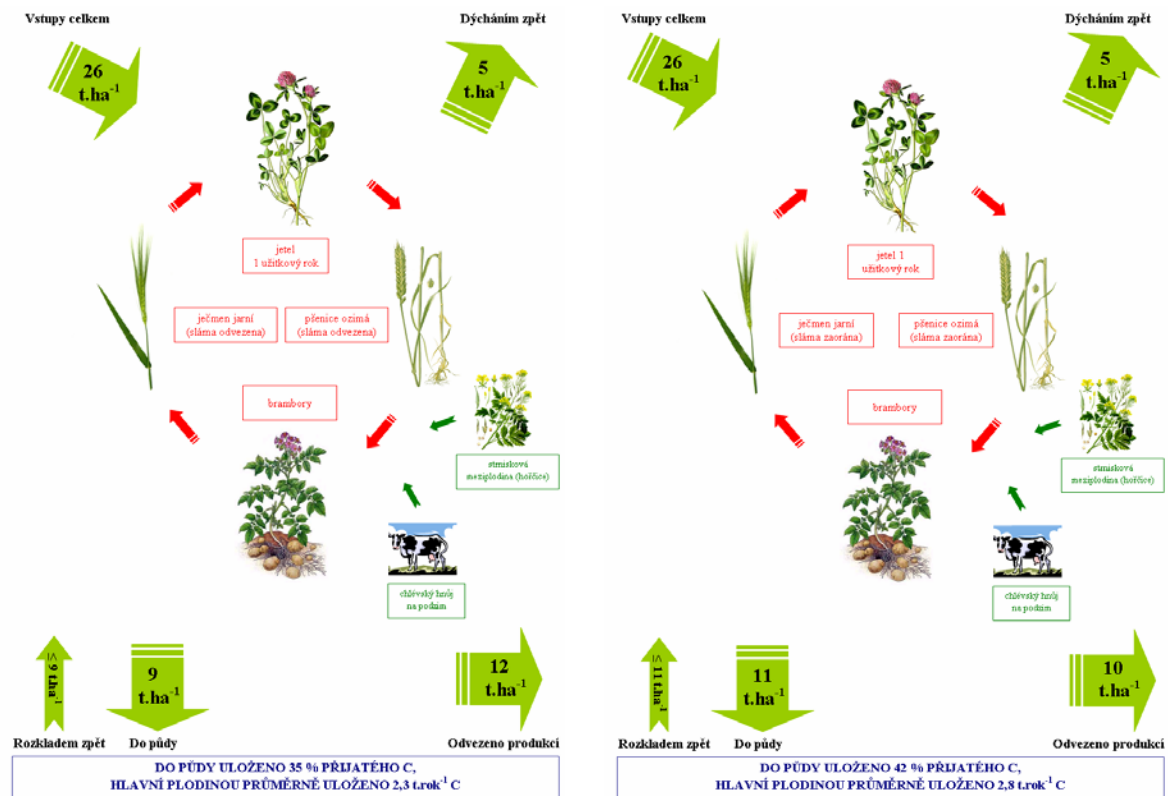 Vstupy celkem
Dýcháním zpět
26
t.ha⁻¹
5
t.ha⁻¹
jetel
1 užitkový rok
ječmen jarní
(sláma odvezena)
pšenice ozimá
(sláma odvezena)
brambory
strnisková
meziplodina (hořčice)
chlévský hnůj
na podzim
≤ 9 t.ha⁻¹
9
t.ha⁻¹
12
t.ha⁻¹
Rozkladem zpět
Do půdy
Odvezeno produkcí
DO PŮDY ULOŽENO 35 % PŘIJATÉHO C,
HLAVNÍ PLODINOU PRŮMĚRNĚ ULOŽENO 2,3 t.rok⁻¹ C
Vstupy celkem
Dýcháním zpět
26
t.ha⁻¹
5
t.ha⁻¹
jetel 1
užitkový rok
ječmen jarní
(sláma zaorána)
pšenice ozimá
(sláma zaorána)
brambory
strnisková
meziplodina (hořčice)
chlévský hnůj
na podzim
≤ 11 t.ha⁻¹
11
t.ha⁻¹
10
t.ha⁻¹
Rozkladem zpět
Do půdy
Odvezeno produkcí
DO PŮDY ULOŽENO 42 % PŘIJATÉHO C,
HLAVNÍ PLODINOU PRŮMĚRNĚ ULOŽENO 2,8 t.rok⁻¹ C